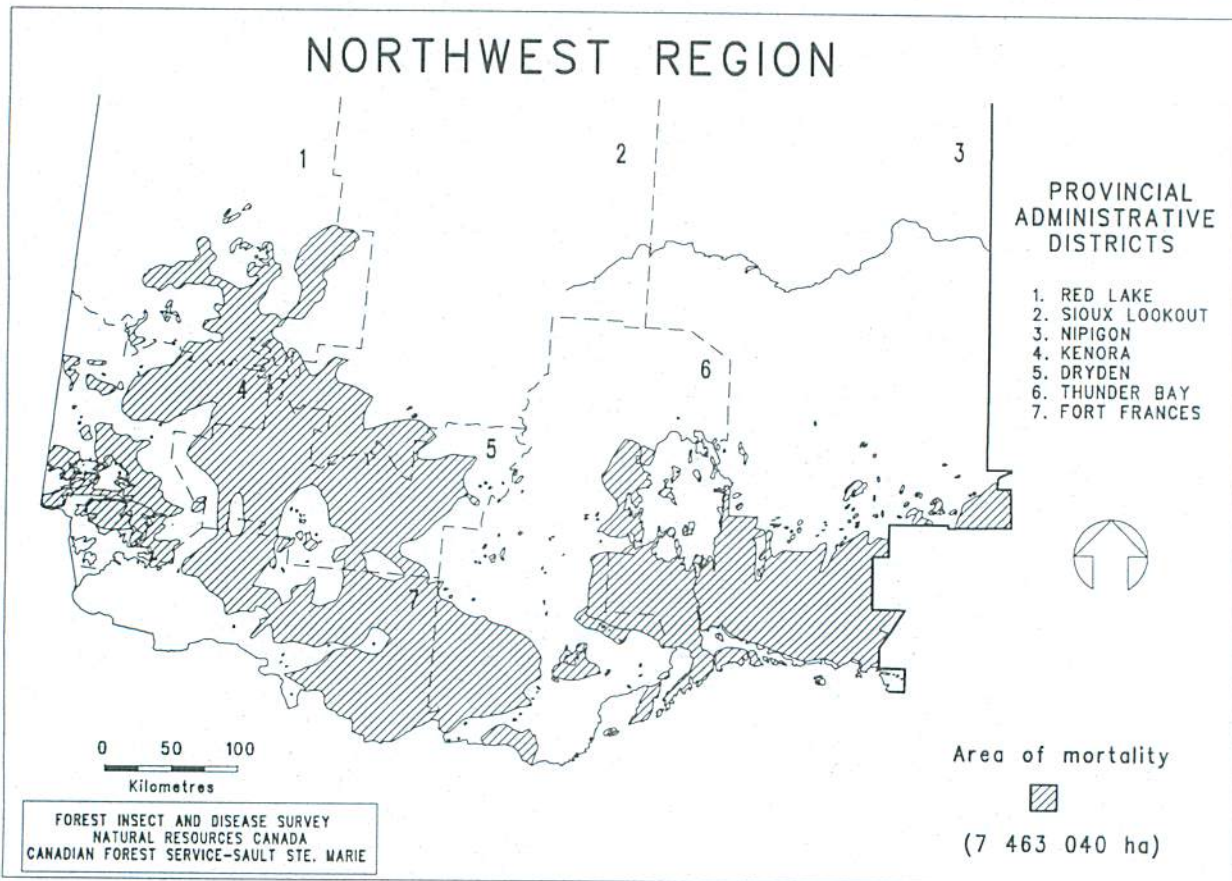 NORTHWEST REGION
1
2
3
PROVINCIAL
ADMINISTRATIVE
DISTRICTS
1. RED LAKE
2. SIOUX LOOKOUT
3. NIPIGON
4. KENORA
5. DRYDEN
6. THUNDER BAY
7. FORT FRANCES
6
4
5
7
0 50 100
Kilometres
Area of mortality
(7 463 040 ha)
FOREST INSECT AND DISEASE SURVEY
NATURAL RESOURCES CANADA
CANADIAN FOREST SERVICE-SAULT STE. MARIE